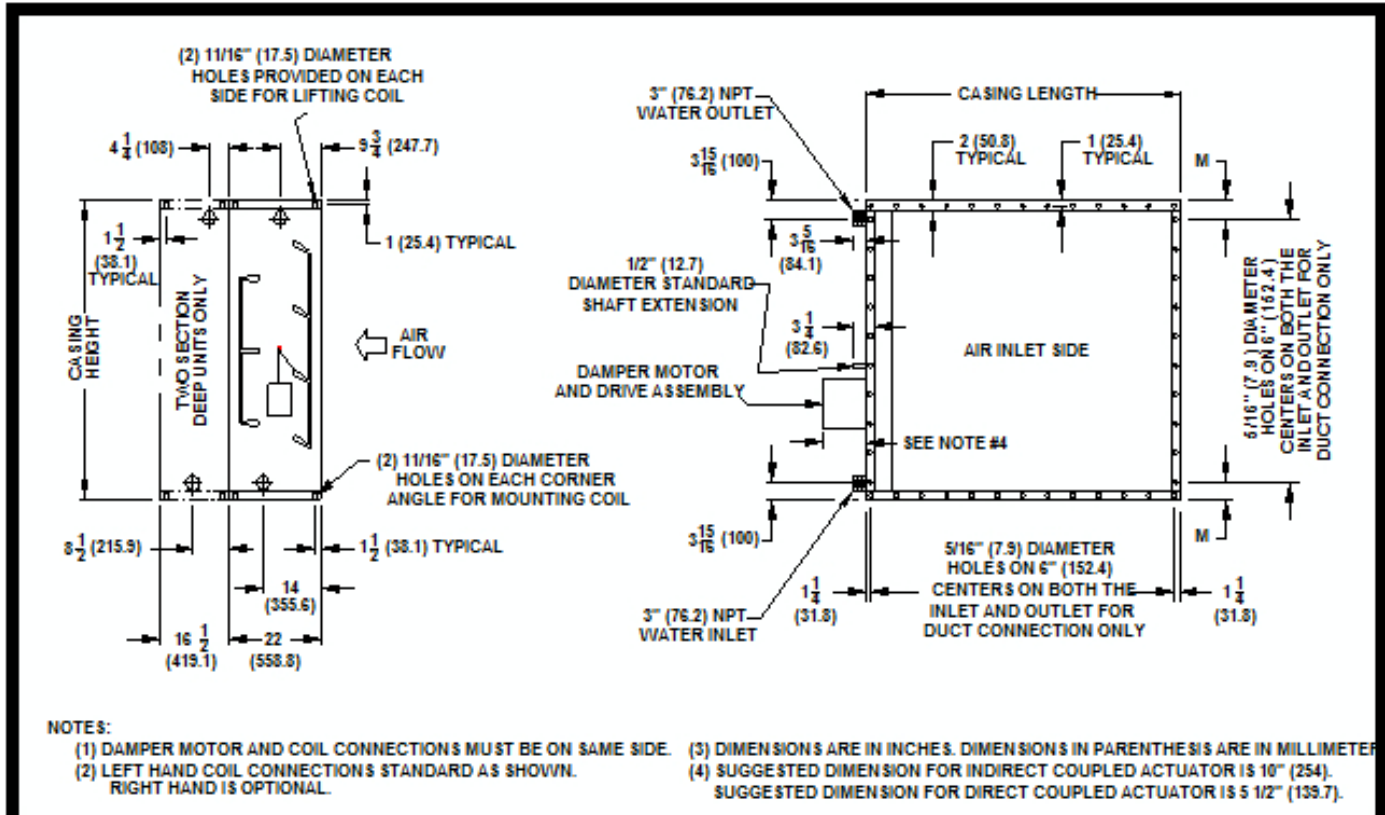 (2) 11/16" (17.5) DIAMETER
HOLES PROVIDED ON EACH
SIDE FOR LIFTING COIL
4 1/4 (108)
9 3/4 (247.7)
1 (25.4) TYPICAL
1 1/2
(38.1)
TYPICAL
CASING
HEIGHT
TWO SECTION
DEEP UNITS ONLY
AIR
FLOW
(2) 11/16" (17.5) DIAMETER
HOLES ON EACH CORNER
ANGLE FOR MOUNTING COIL
8 1/2 (215.9)
1 1/2 (38.1) TYPICAL
14
(355.6)
16 1/2
(419.1)
22
(558.8)
3" (76.2) NPT
WATER OUTLET
CASING LENGTH
3 15/16 (100)
2 (50.8)
TYPICAL
1 (25.4)
TYPICAL
M
3 5/16
(84.1)
1/2" (12.7)
DIAMETER STANDARD
SHAFT EXTENSION
3 1/4
(82.6)
AIR INLET SIDE
DAMPER MOTOR
AND DRIVE ASSEMBLY
SEE NOTE #4
5/16" (7.9) DIAMETER
HOLES ON 6" (152.4)
CENTERS ON BOTH THE
INLET AND OUTLET FOR
DUCT CONNECTION ONLY
3 15/16 (100)
M
5/16" (7.9) DIAMETER
HOLES ON 6" (152.4)
CENTERS ON BOTH THE
INLET AND OUTLET FOR
DUCT CONNECTION ONLY
1 1/4
(31.8)
1 1/4
(31.8)
3" (76.2) NPT
WATER INLET
NOTES:
(1) DAMPER MOTOR AND COIL CONNECTIONS MUST BE ON SAME SIDE.
(2) LEFT HAND COIL CONNECTIONS STANDARD AS SHOWN.
RIGHT HAND IS OPTIONAL.
(3) DIMENSIONS ARE IN INCHES. DIMENSIONS IN PARENTHESIS ARE IN MILLIMETER
(4) SUGGESTED DIMENSION FOR INDIRECT COUPLED ACTUATOR IS 10" (254).
SUGGESTED DIMENSION FOR DIRECT COUPLED ACTUATOR IS 5 1/2" (139.7).